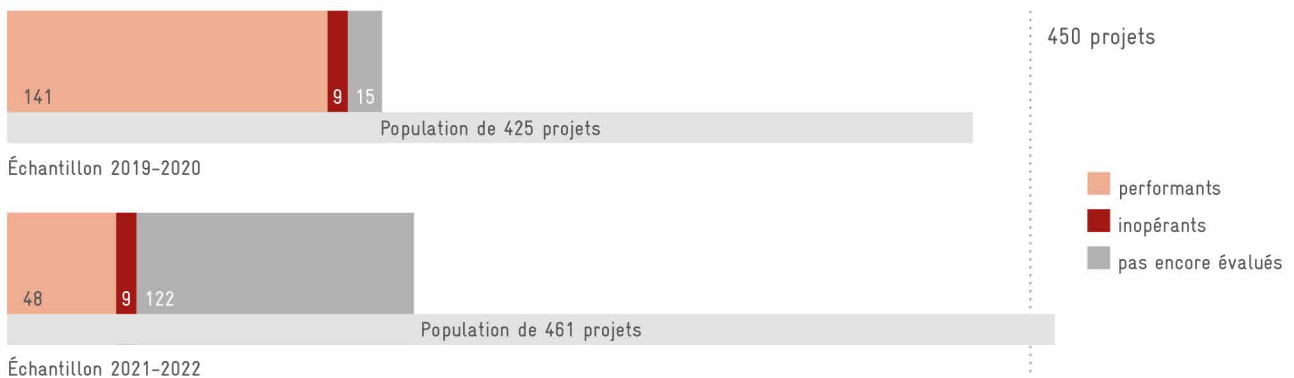 450 projets
141
9
15
Population de 425 projets
Échantillon 2019-2020
performants
inopérants
pas encore évalués
48
9
122
Population de 461 projets
Échantillon 2021-2022